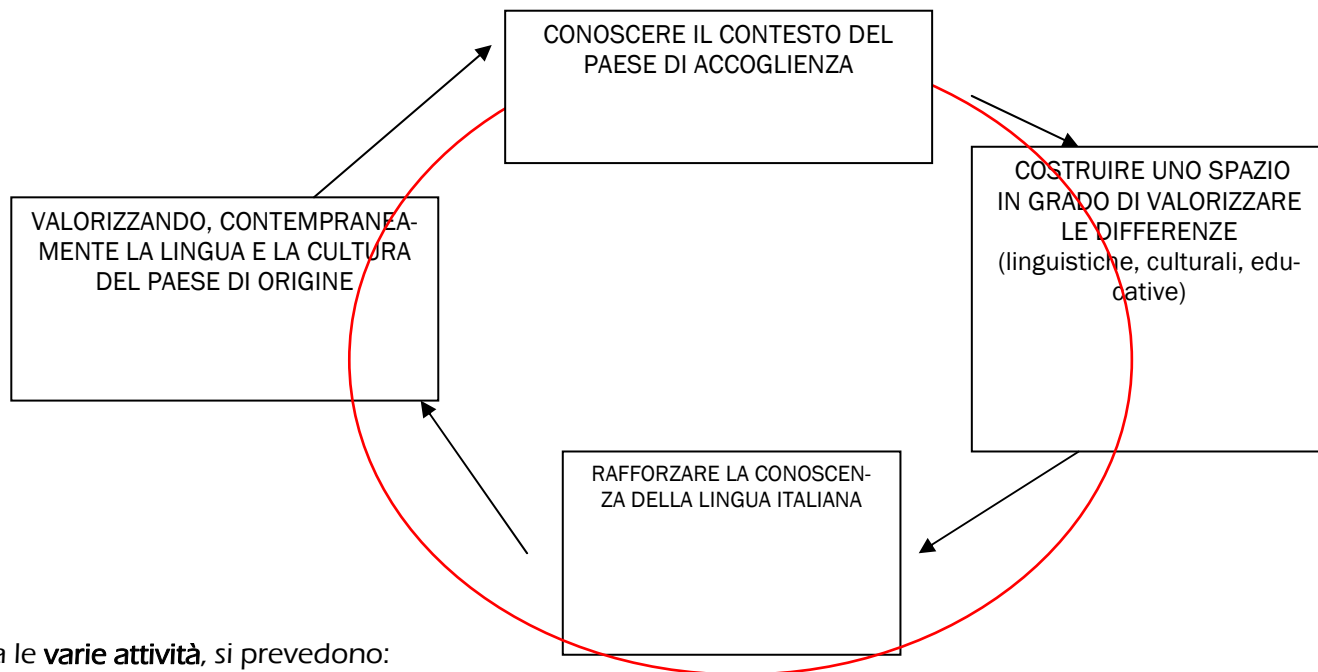 CONOSCERE IL CONTESTO DEL
PAESE DI ACCOGLIENZA
COSTRUIRE UNO SPAZIO
IN GRADO DI VALORIZZARE
LE DIFFERENZE
(linguistiche, culturali, edu-
cative)
RAFFORZARE LA CONOSCEN-
ZA DELLA LINGUA ITALIANA
VALORIZZANDO, CONTEMPRANEA-
MENTE LA LINGUA E LA CULTURA
DEL PAESE DI ORIGINE
le varie attività, si prevedono: